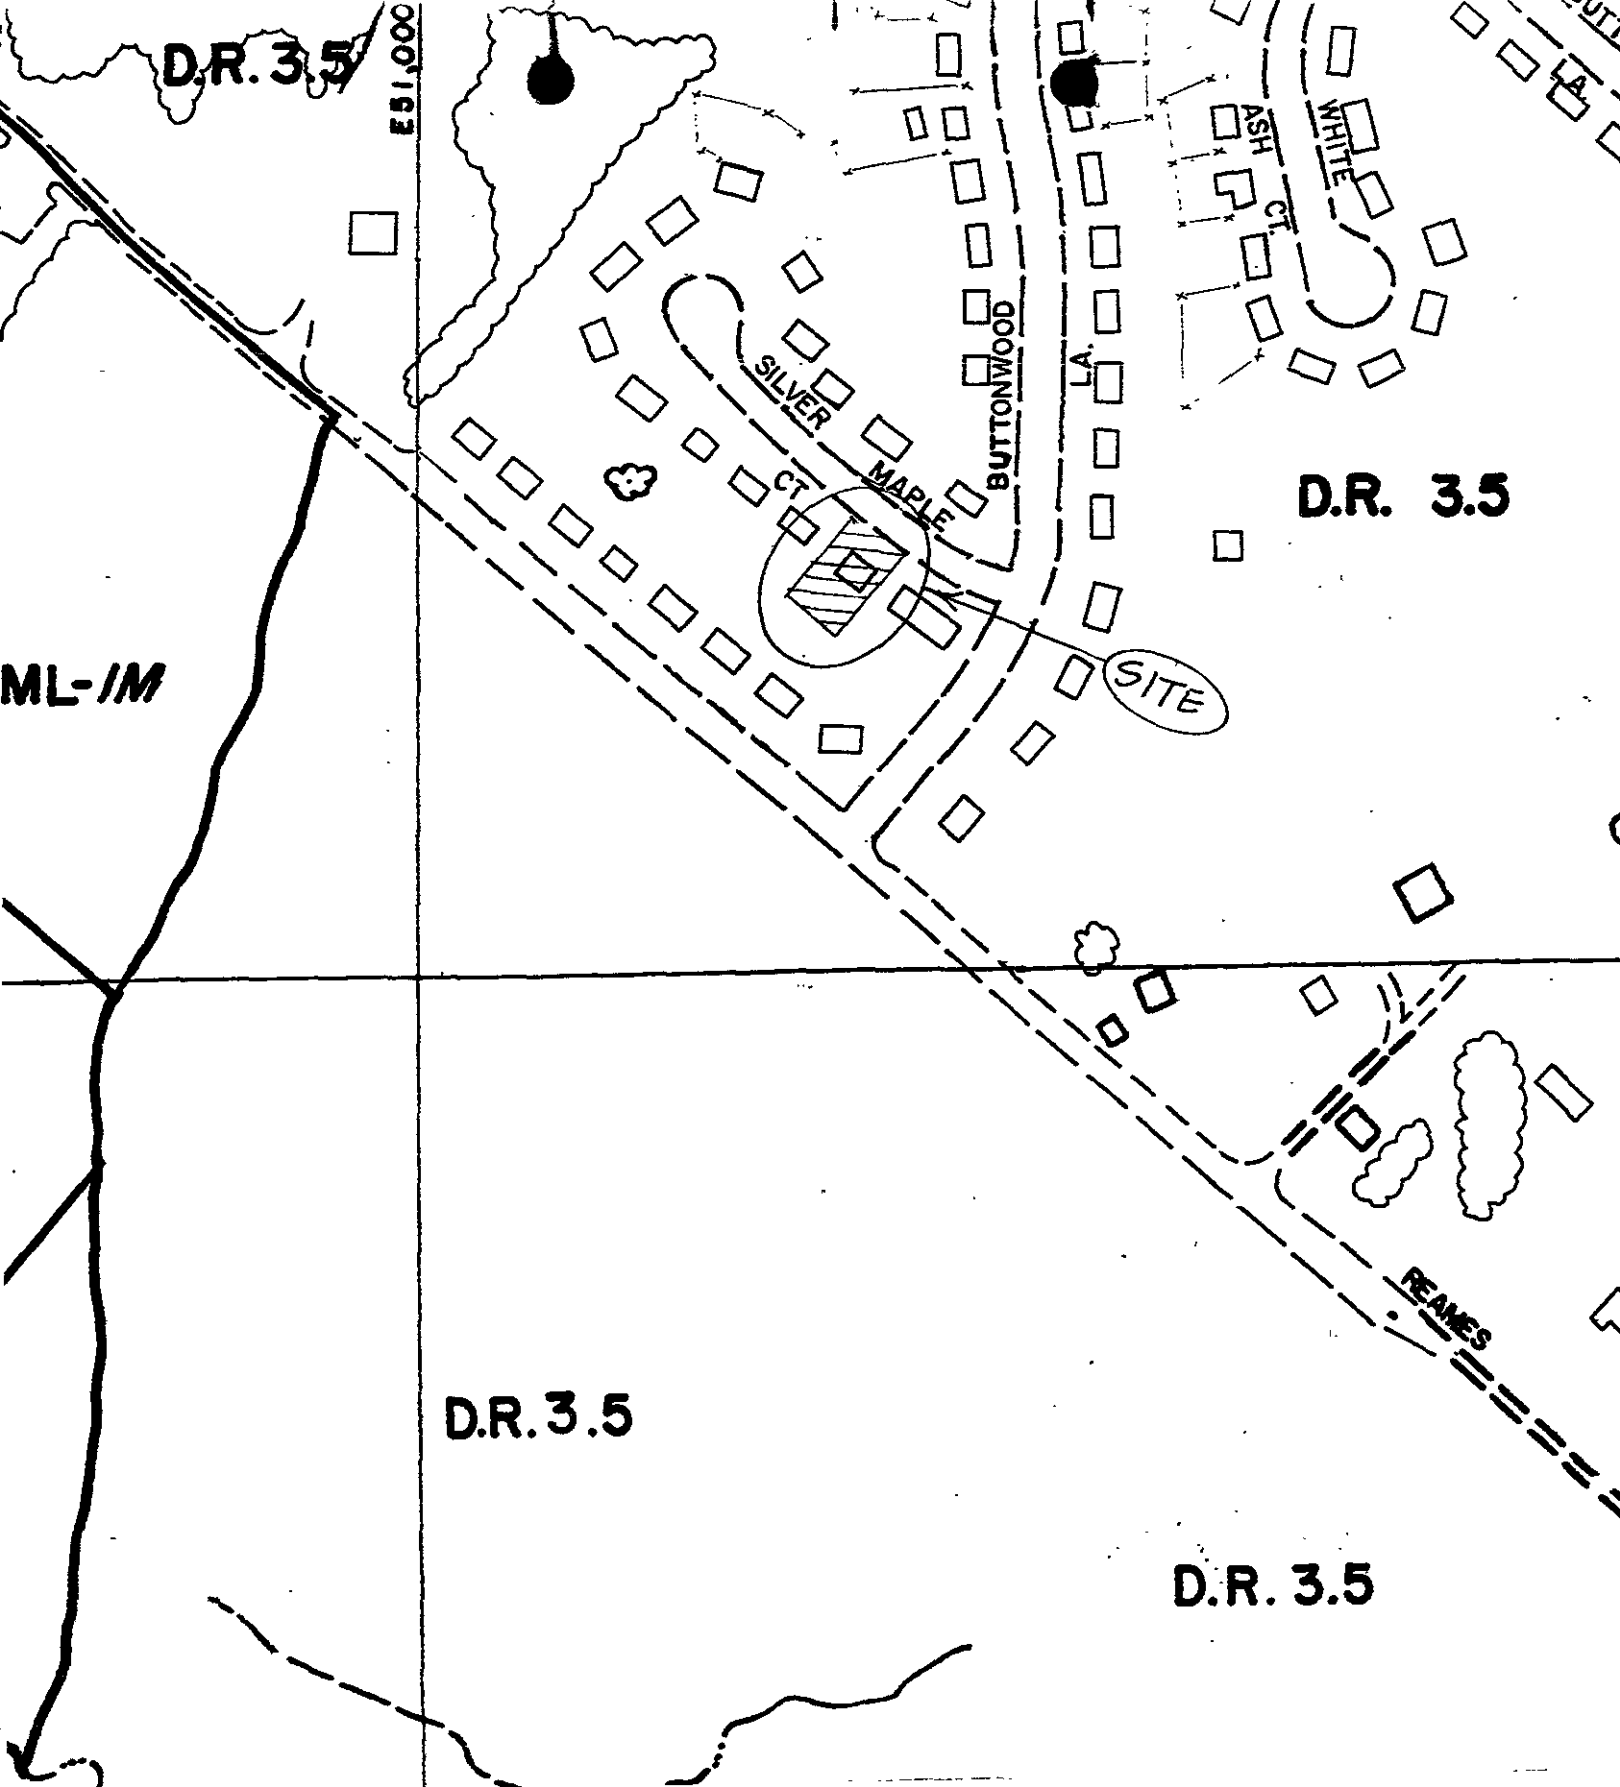 D.R. 3.5
E 51,000
ASH CT.
WHITE
LA.
BUTTONWOOD LA.
SILVER MAPLE CT
D.R. 3.5
SITE
ML-IM
REAMES
D.R. 3.5
D.R. 3.5